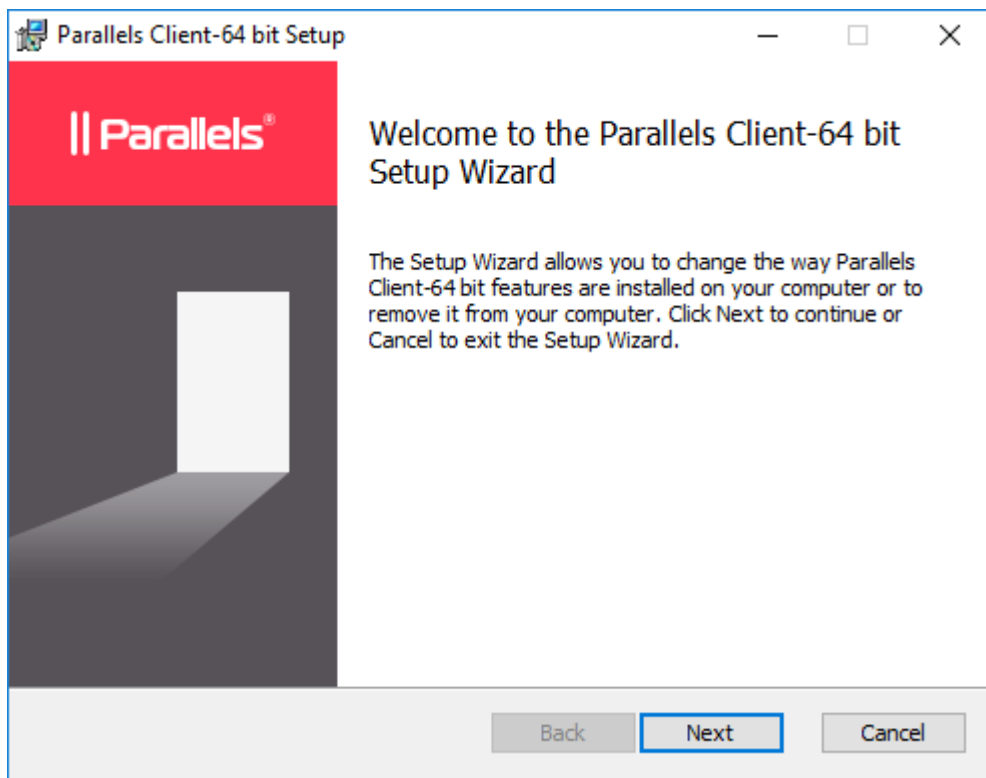 Parallels Client-64 bit Setup
|| Parallels®
Welcome to the Parallels Client-64 bit
Setup Wizard
The Setup Wizard allows you to change the way Parallels
Client-64 bit features are installed on your computer or to
remove it from your computer. Click Next to continue or
Cancel to exit the Setup Wizard.
Back
Next
Cancel